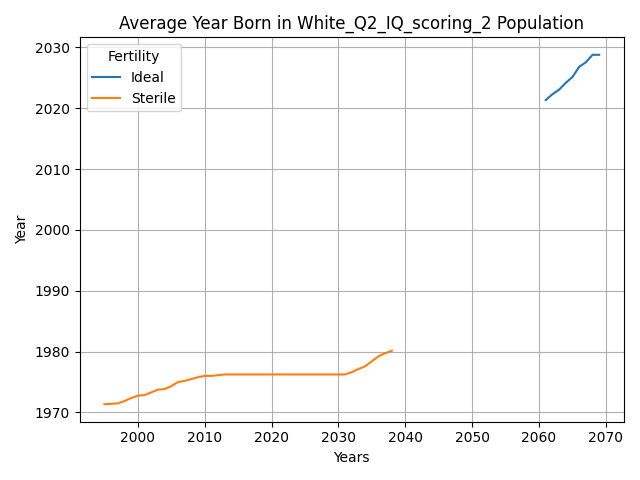 Average Year Born in White_Q2_IQ_scoring_2 Population
Fertility
Ideal
Sterile
2030
2020
2010
2000
1990
1980
1970
Year
2000 2010 2020 2030 2040 2050 2060 2070
Years